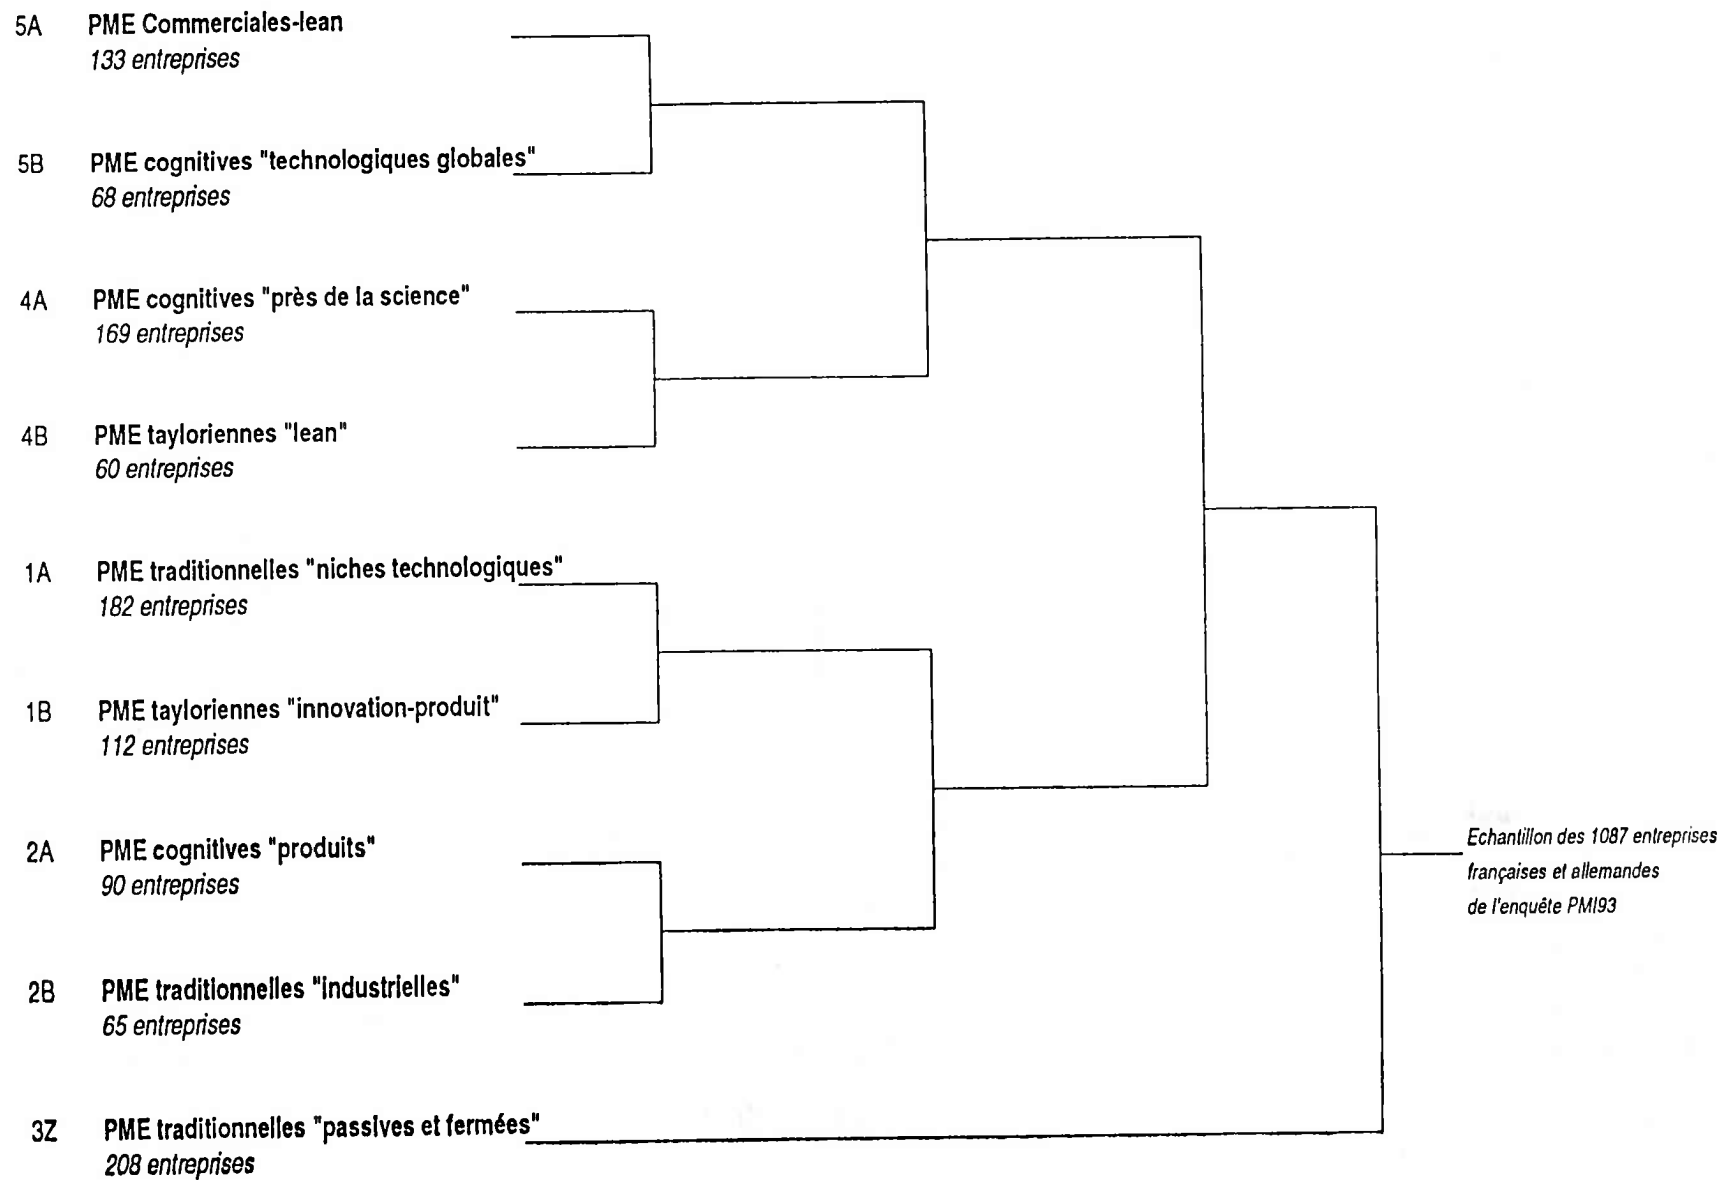 5A PME Commerciales-lean
133 entreprises
5B PME cognitives "technologiques globales"
68 entreprises
4A PME cognitives "près de la science"
169 entreprises
4B PME tayloriennes "lean"
60 entreprises
1A PME traditionnelles "niches technologiques"
182 entreprises
1B PME tayloriennes "innovation-produit"
112 entreprises
2A PME cognitives "produits"
90 entreprises
2B PME traditionnelles "industrielles"
65 entreprises
3Z PME traditionnelles "passives et fermées"
208 entreprises
Echantillon des 1087 entreprises
françaises et allemandes
de l'enquête PMI93